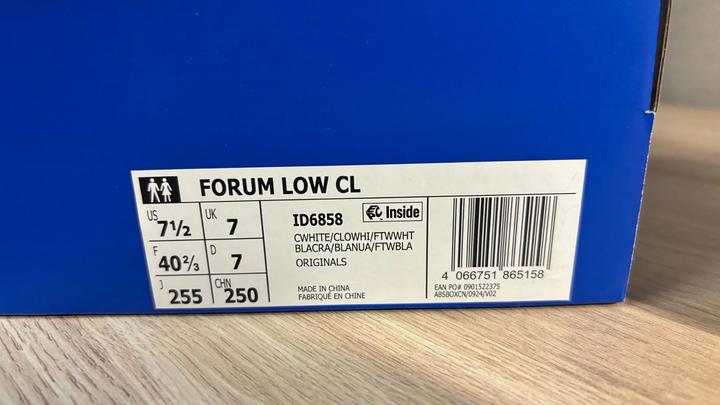 FORUM LOW CL
US 7½ UK 7
F 40⅔ D 7
J 255 CHN 250
ID6858 Inside
CWHITE/CLOWHI/FTWWHT
BLACRA/BLANUA/FTWBLA
ORIGINALS
MADE IN CHINA
FABRIQUÉ EN CHINE
4 066751 865158
EAN PO# 0901522375
ABSBOXCN/0924/V02